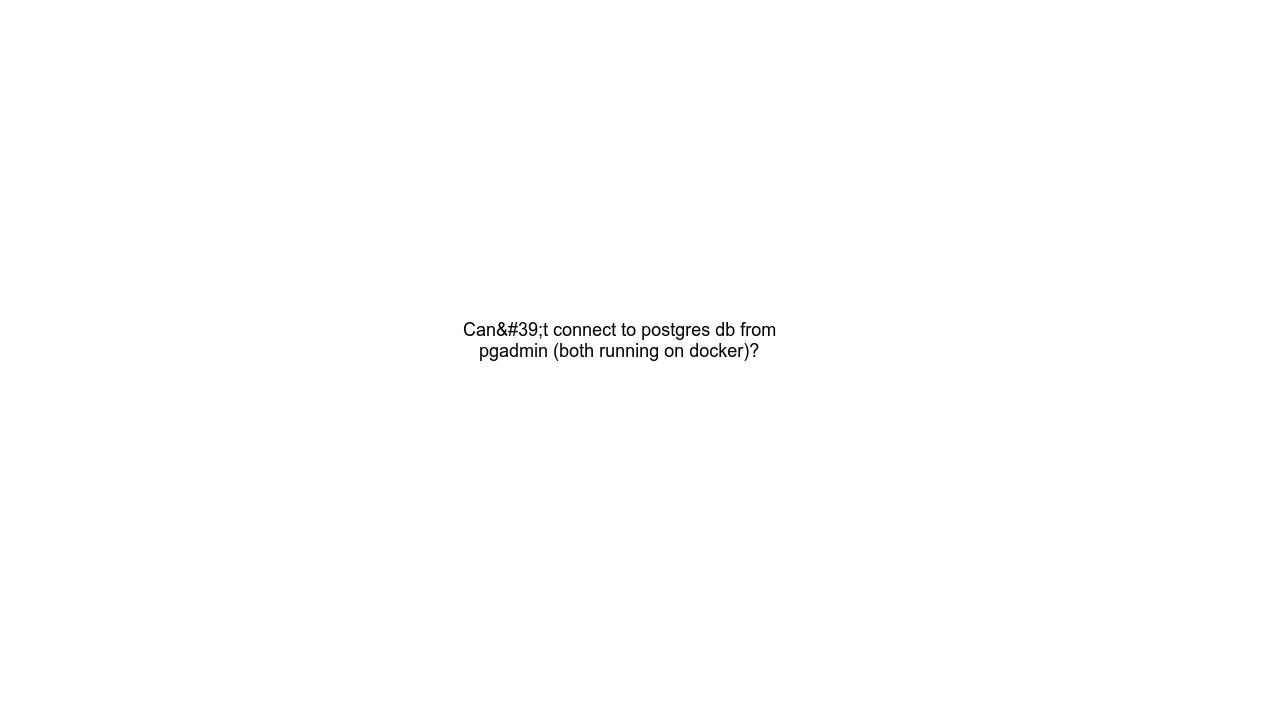 Can&#39;t connect to postgres db from
pgadmin (both running on docker)?